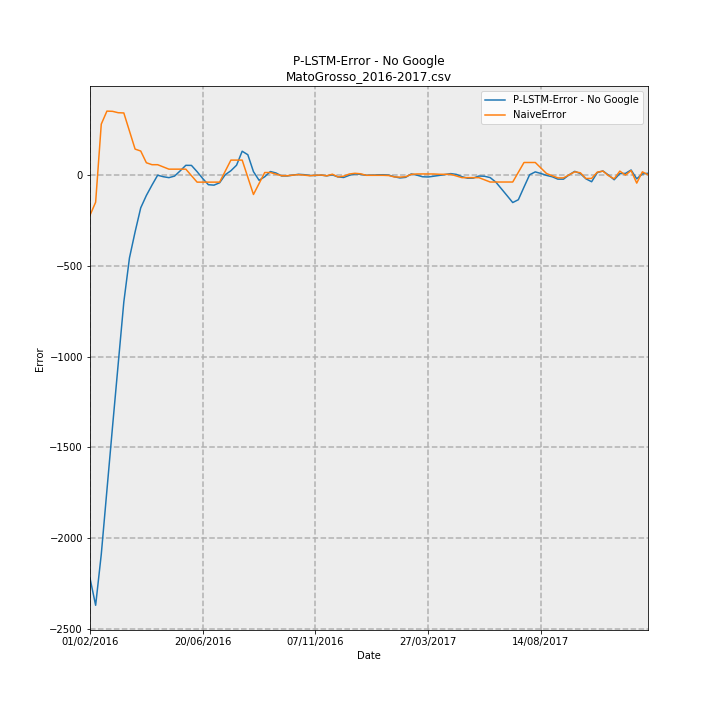 P-LSTM-Error - No Google
MatoGrosso_2016-2017.csv
P-LSTM-Error - No Google
NaiveError
0
−500
−1000
−1500
−2000
−2500
Error
01/02/2016
20/06/2016
07/11/2016
27/03/2017
14/08/2017
Date